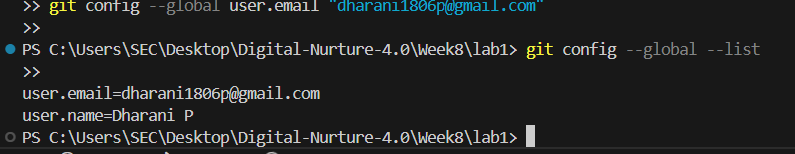 >> git config --global user.email "dharani1806p@gmail.com"
>>
PS C:\Users\SEC\Desktop\Digital-Nurture-4.0\Week8\lab1> git config --global --list
>>
user.email=dharani1806p@gmail.com
user.name=Dharani P
PS C:\Users\SEC\Desktop\Digital-Nurture-4.0\Week8\lab1>